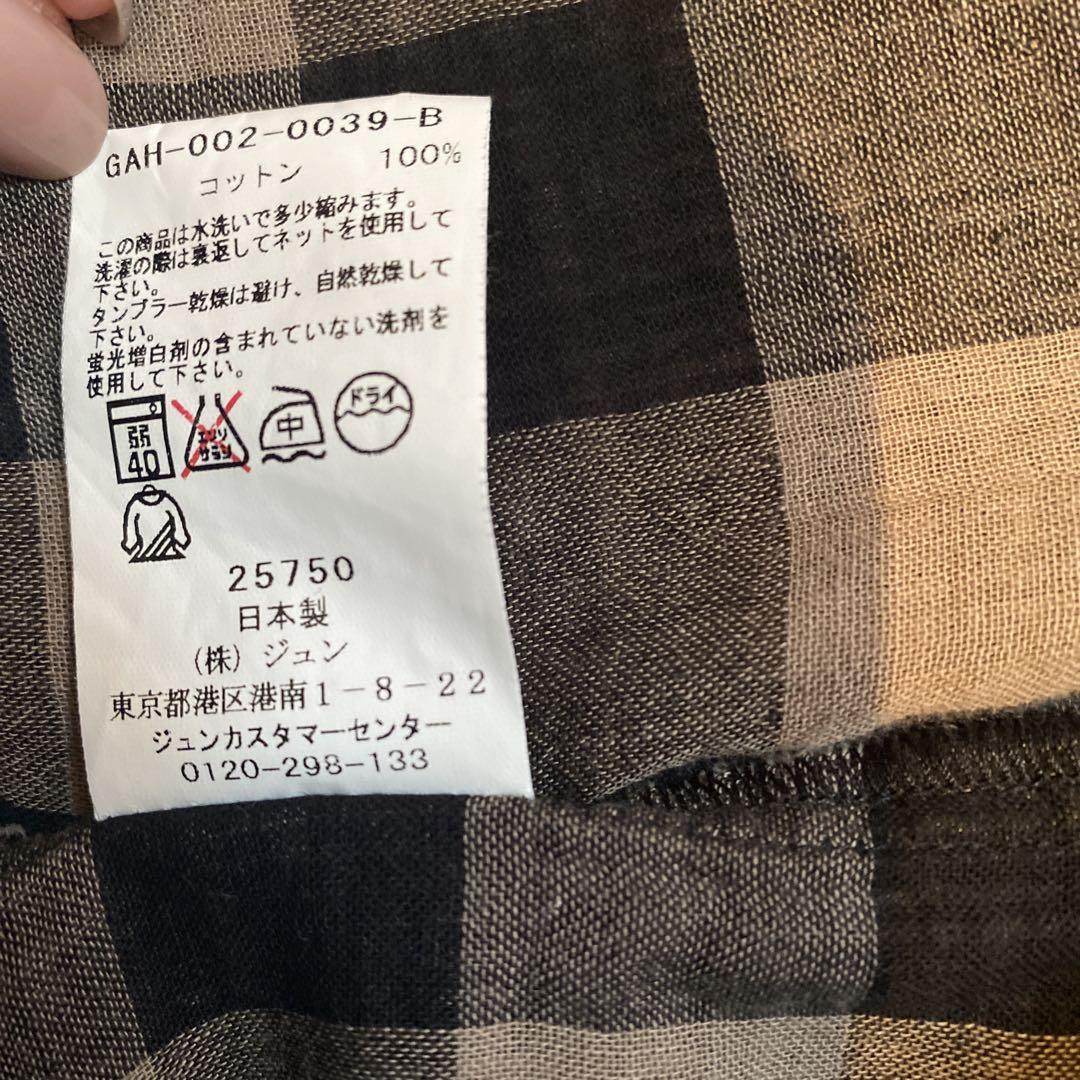 GAH-002-0039-B
コットン 100%
この商品は水洗いで多少縮みます。
洗濯の際は裏返してネットを使用して
下さい。
タンブラー乾燥は避け、自然乾燥して
下さい。
蛍光増白剤の含まれていない洗剤を
使用して下さい。
弱
40
エンソ
サラシ
中
ドライ
25750
日本製
(株)ジュン
東京都港区港南1-8-22
ジュンカスタマーセンター
0120-298-133